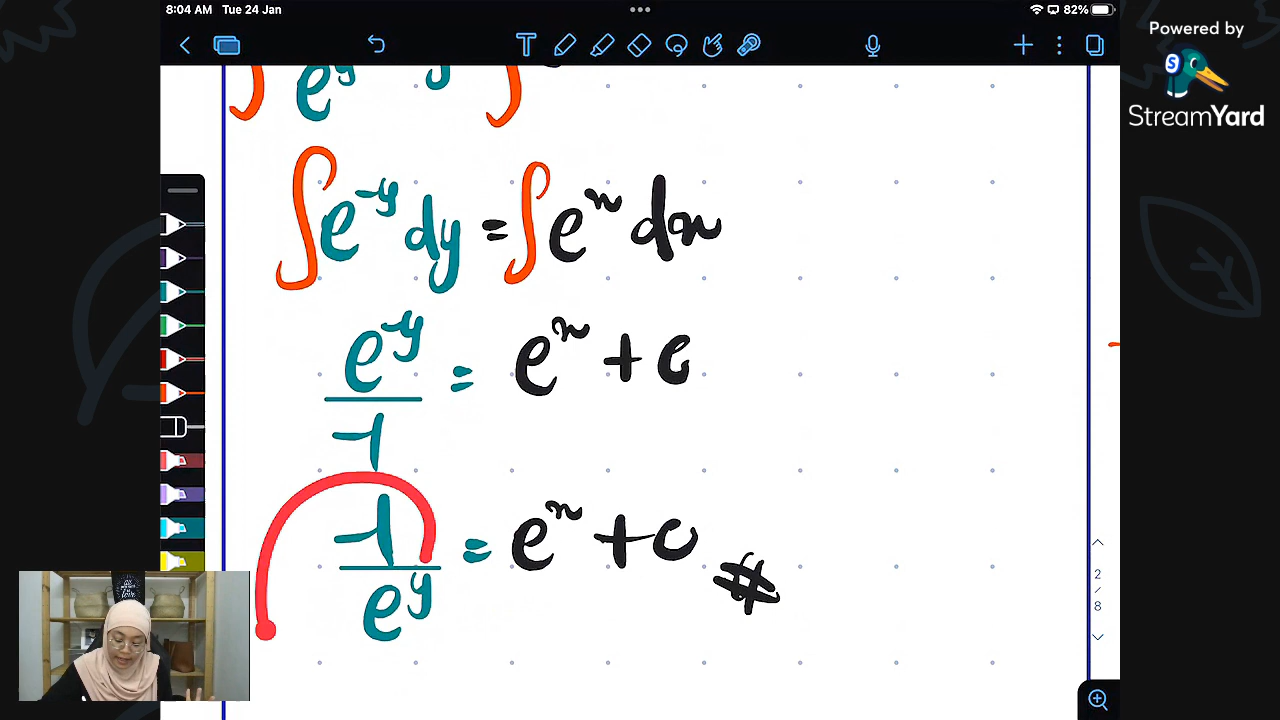 8:04 AM Tue 24 Jan
82%
Powered by
StreamYard
∫ e^y y ∫
∫ e^-y dy = ∫ e^x dx
e^-y / -1 = e^x + c
-1 / e^y = e^x + c #
2
/
8